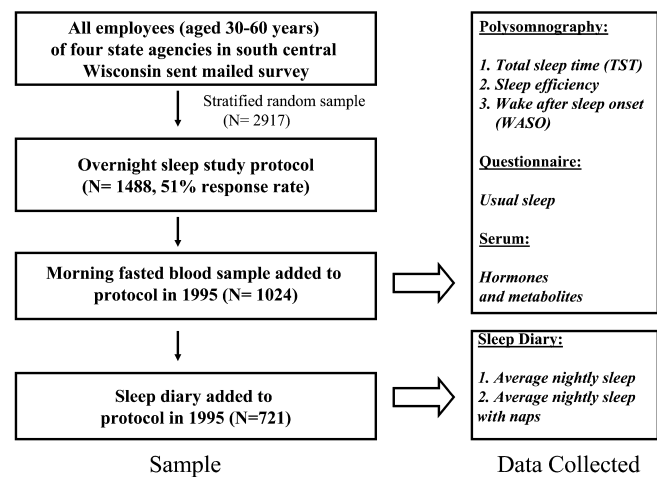 All employees (aged 30-60 years)
of four state agencies in south central
Wisconsin sent mailed survey
Stratified random sample
(N= 2917)
Overnight sleep study protocol
(N= 1488, 51% response rate)
Morning fasted blood sample added to
protocol in 1995 (N= 1024)
Sleep diary added to
protocol in 1995 (N=721)
Sample
Polysomnography:
1. Total sleep time (TST)
2. Sleep efficiency
3. Wake after sleep onset
(WASO)
Questionnaire:
Usual sleep
Serum:
Hormones
and metabolites
Sleep Diary:
1. Average nightly sleep
2. Average nightly sleep
with naps
Data Collected